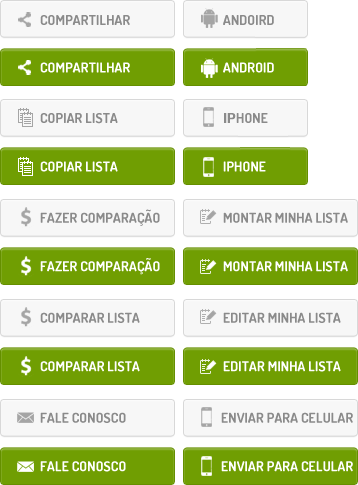 COMPARTILHAR
ANDOIRD
COMPARTILHAR
ANDROID
COPIAR LISTA
IPHONE
COPIAR LISTA
IPHONE
FAZER COMPARAÇÃO
MONTAR MINHA LISTA
FAZER COMPARAÇÃO
MONTAR MINHA LISTA
COMPARAR LISTA
EDITAR MINHA LISTA
COMPARAR LISTA
EDITAR MINHA LISTA
FALE CONOSCO
ENVIAR PARA CELULAR
FALE CONOSCO
ENVIAR PARA CELULAR